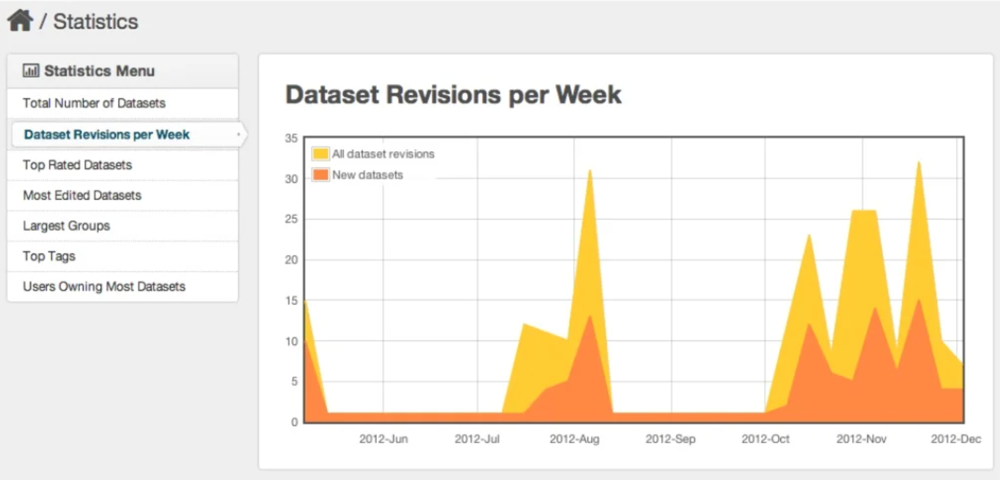 / Statistics
Statistics Menu
Total Number of Datasets
Dataset Revisions per Week
Top Rated Datasets
Most Edited Datasets
Largest Groups
Top Tags
Users Owning Most Datasets
Dataset Revisions per Week
35
30
25
20
15
10
5
0
All dataset revisions
New datasets
2012-Jun 2012-Jul 2012-Aug 2012-Sep 2012-Oct 2012-Nov 2012-Dec